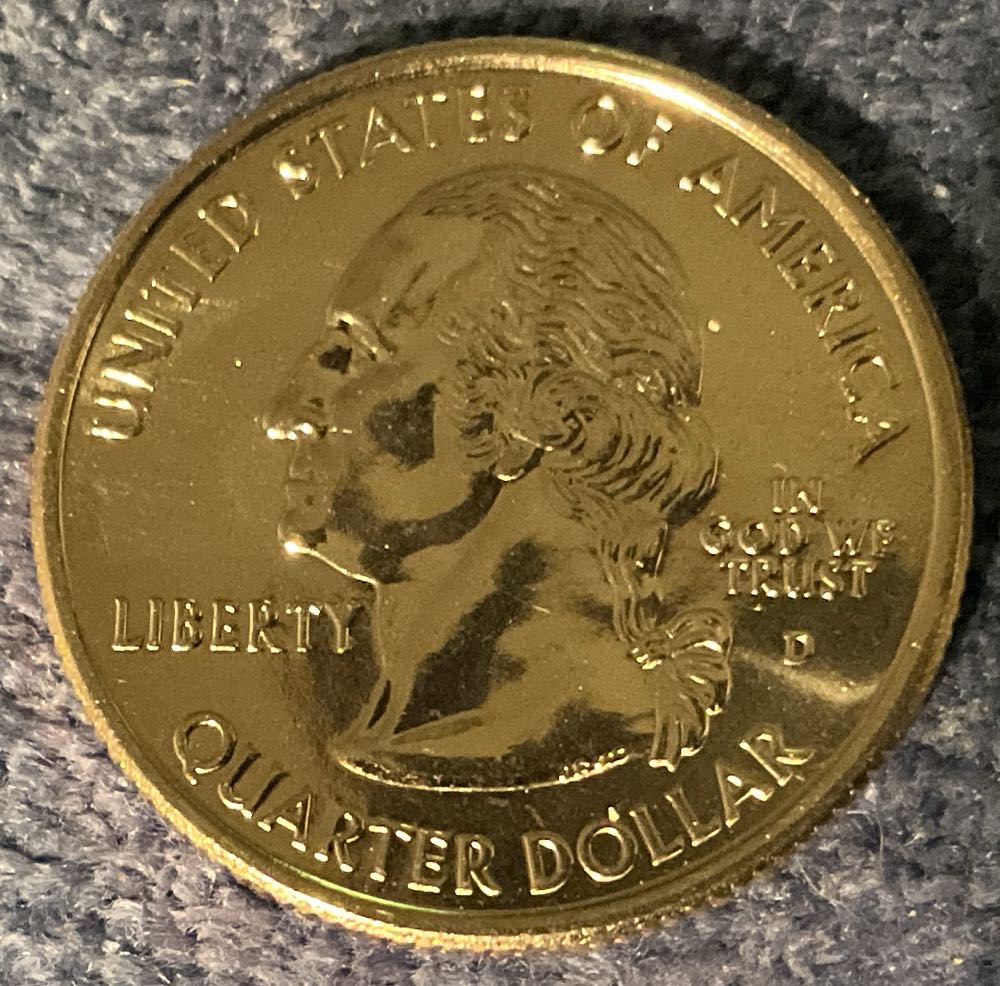 UNITED STATES OF AMERICA
LIBERTY
IN
GOD WE
TRUST
D
QUARTER DOLLAR